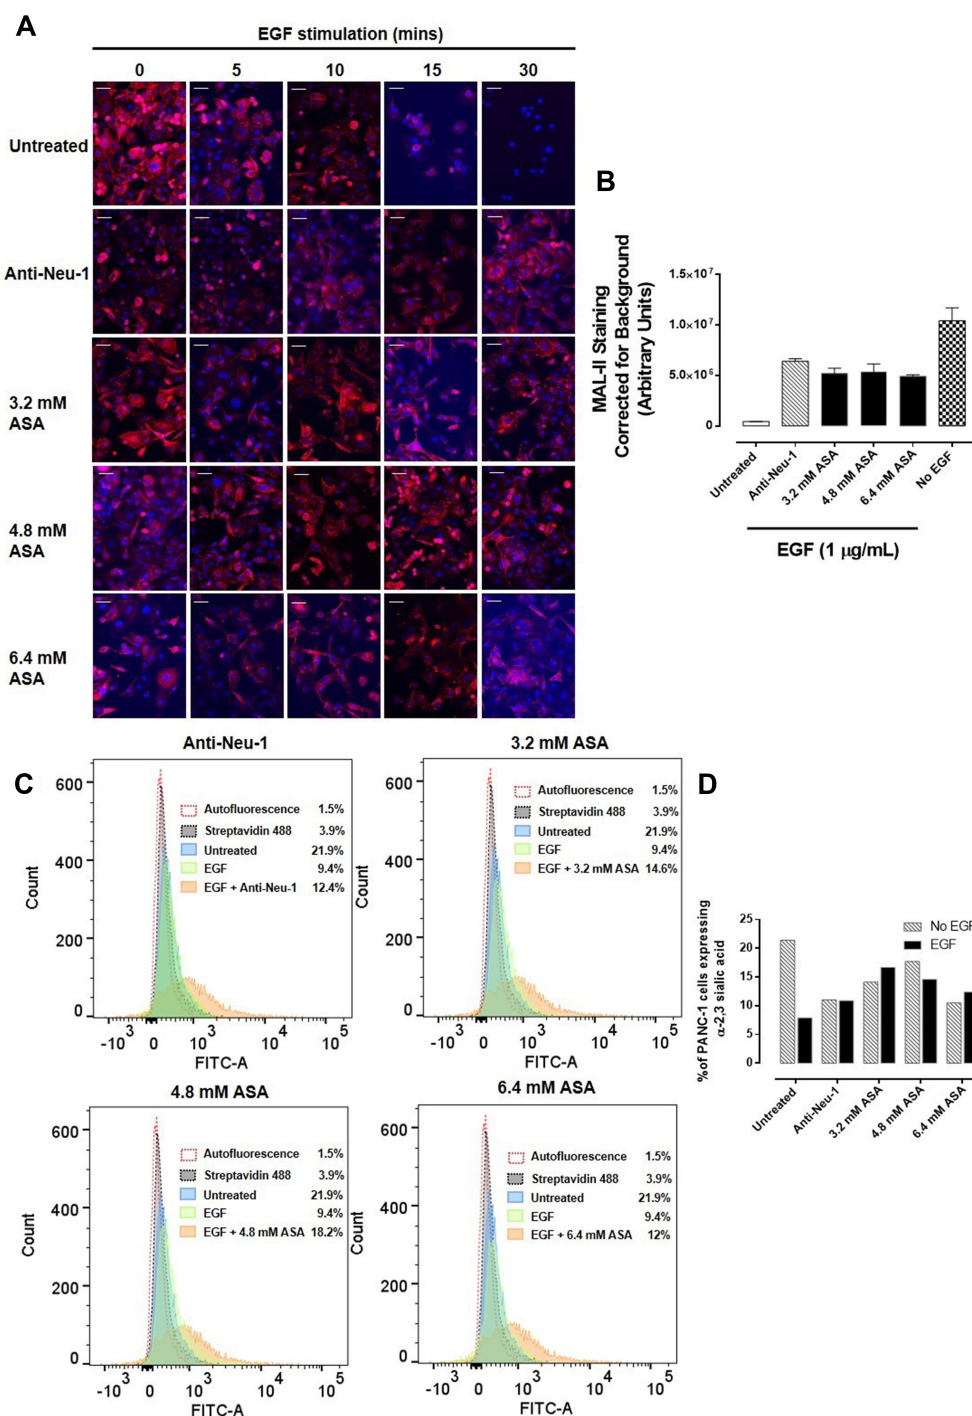 A
EGF stimulation (mins)
0 5 10 15 30
Untreated
Anti-Neu-1
3.2 mM
ASA
4.8 mM
ASA
6.4 mM
ASA
B
MAL-II Staining
Corrected for Background
(Arbitrary Units)
1.5×10⁷
1.0×10⁷
5.0×10⁶
0
Untreated
Anti-Neu-1
3.2 mM ASA
4.8 mM ASA
6.4 mM ASA
No EGF
EGF (1 µg/mL)
C
Anti-Neu-1
Count
600
400
200
0
Autofluorescence 1.5%
Streptavidin 488 3.9%
Untreated 21.9%
EGF 9.4%
EGF + Anti-Neu-1 12.4%
-10³ 0 10³ 10⁴ 10⁵
FITC-A
3.2 mM ASA
Count
600
400
200
0
Autofluorescence 1.5%
Streptavidin 488 3.9%
Untreated 21.9%
EGF 9.4%
EGF + 3.2 mM ASA 14.6%
-10³ 0 10³ 10⁴ 10⁵
FITC-A
4.8 mM ASA
Count
600
400
200
0
Autofluorescence 1.5%
Streptavidin 488 3.9%
Untreated 21.9%
EGF 9.4%
EGF + 4.8 mM ASA 18.2%
-10³ 0 10³ 10⁴ 10⁵
FITC-A
6.4 mM ASA
Count
600
400
200
0
Autofluorescence 1.5%
Streptavidin 488 3.9%
Untreated 21.9%
EGF 9.4%
EGF + 6.4 mM ASA 12%
-10³ 0 10³ 10⁴ 10⁵
FITC-A
D
%of PANC-1 cells expressing
α-2,3 sialic acid
25
20
15
10
5
0
No EGF
EGF
Untreated
Anti-Neu-1
3.2 mM ASA
4.8 mM ASA
6.4 mM ASA